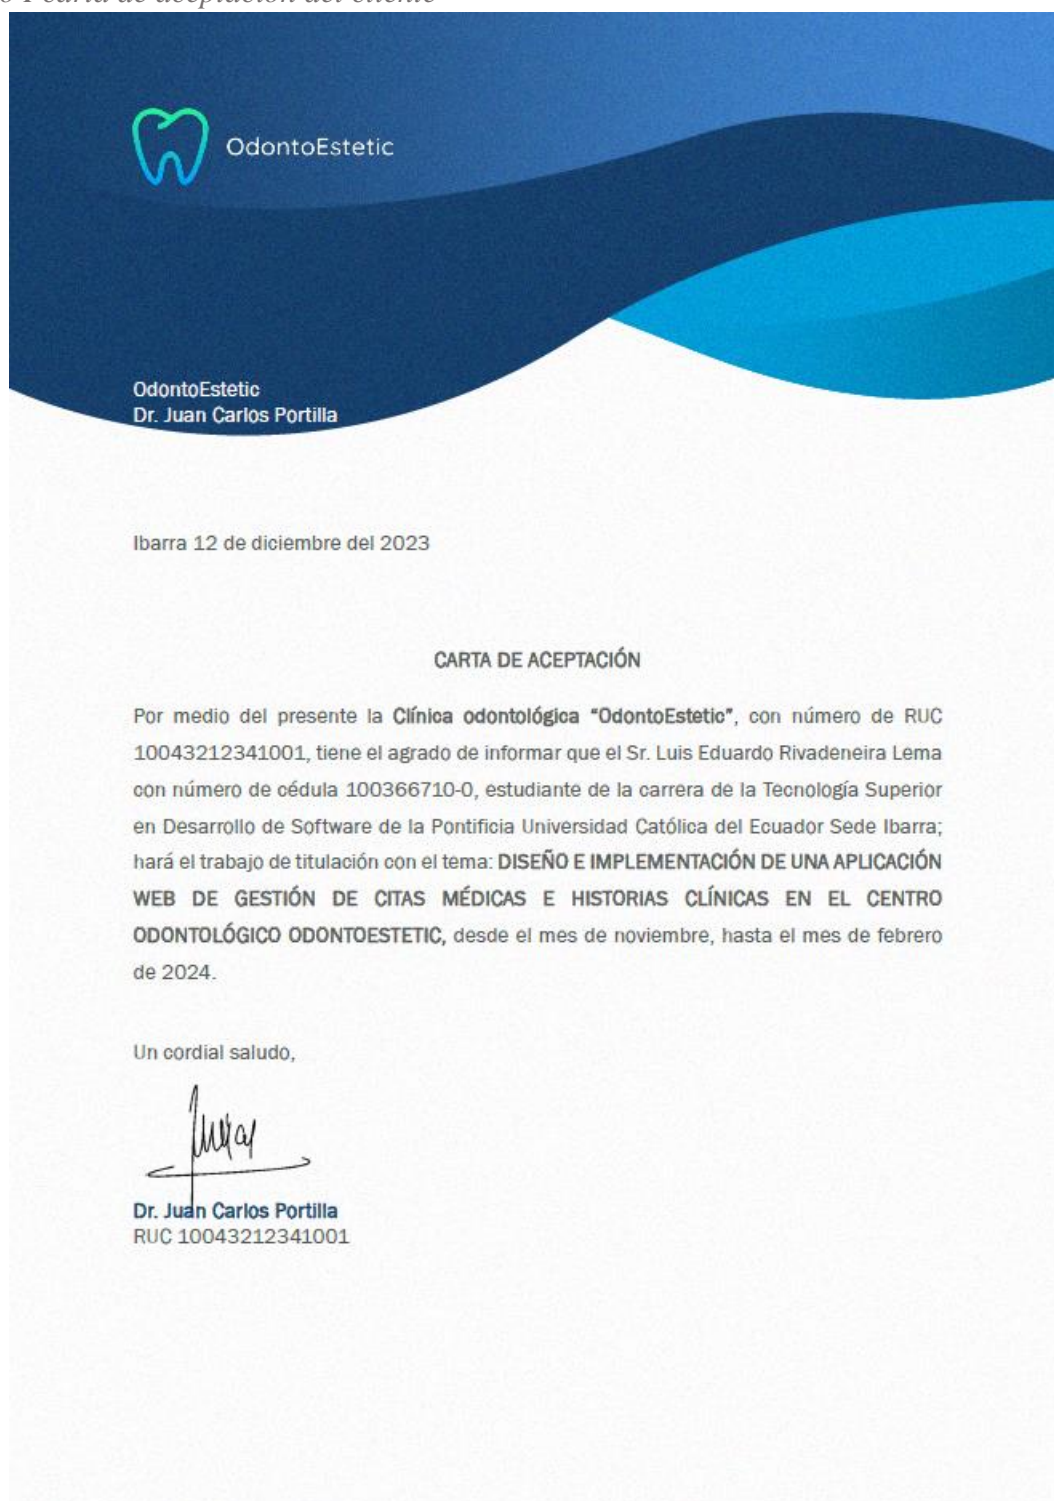 carta de aceptación del cliente
OdontoEstetic
OdontoEstetic
Dr. Juan Carlos Portilla
Ibarra 12 de diciembre del 2023
CARTA DE ACEPTACIÓN
Por medio del presente la Clínica odontológica “OdontoEstetic”, con número de RUC
10043212341001, tiene el agrado de informar que el Sr. Luis Eduardo Rivadeneira Lema
con número de cédula 100366710-0, estudiante de la carrera de la Tecnología Superior
en Desarrollo de Software de la Pontificia Universidad Católica del Ecuador Sede Ibarra;
hará el trabajo de titulación con el tema: DISEÑO E IMPLEMENTACIÓN DE UNA APLICACIÓN
WEB DE GESTIÓN DE CITAS MÉDICAS E HISTORIAS CLÍNICAS EN EL CENTRO
ODONTOLÓGICO ODONTOESTETIC, desde el mes de noviembre, hasta el mes de febrero
de 2024.
Un cordial saludo,
Dr. Juan Carlos Portilla
RUC 10043212341001